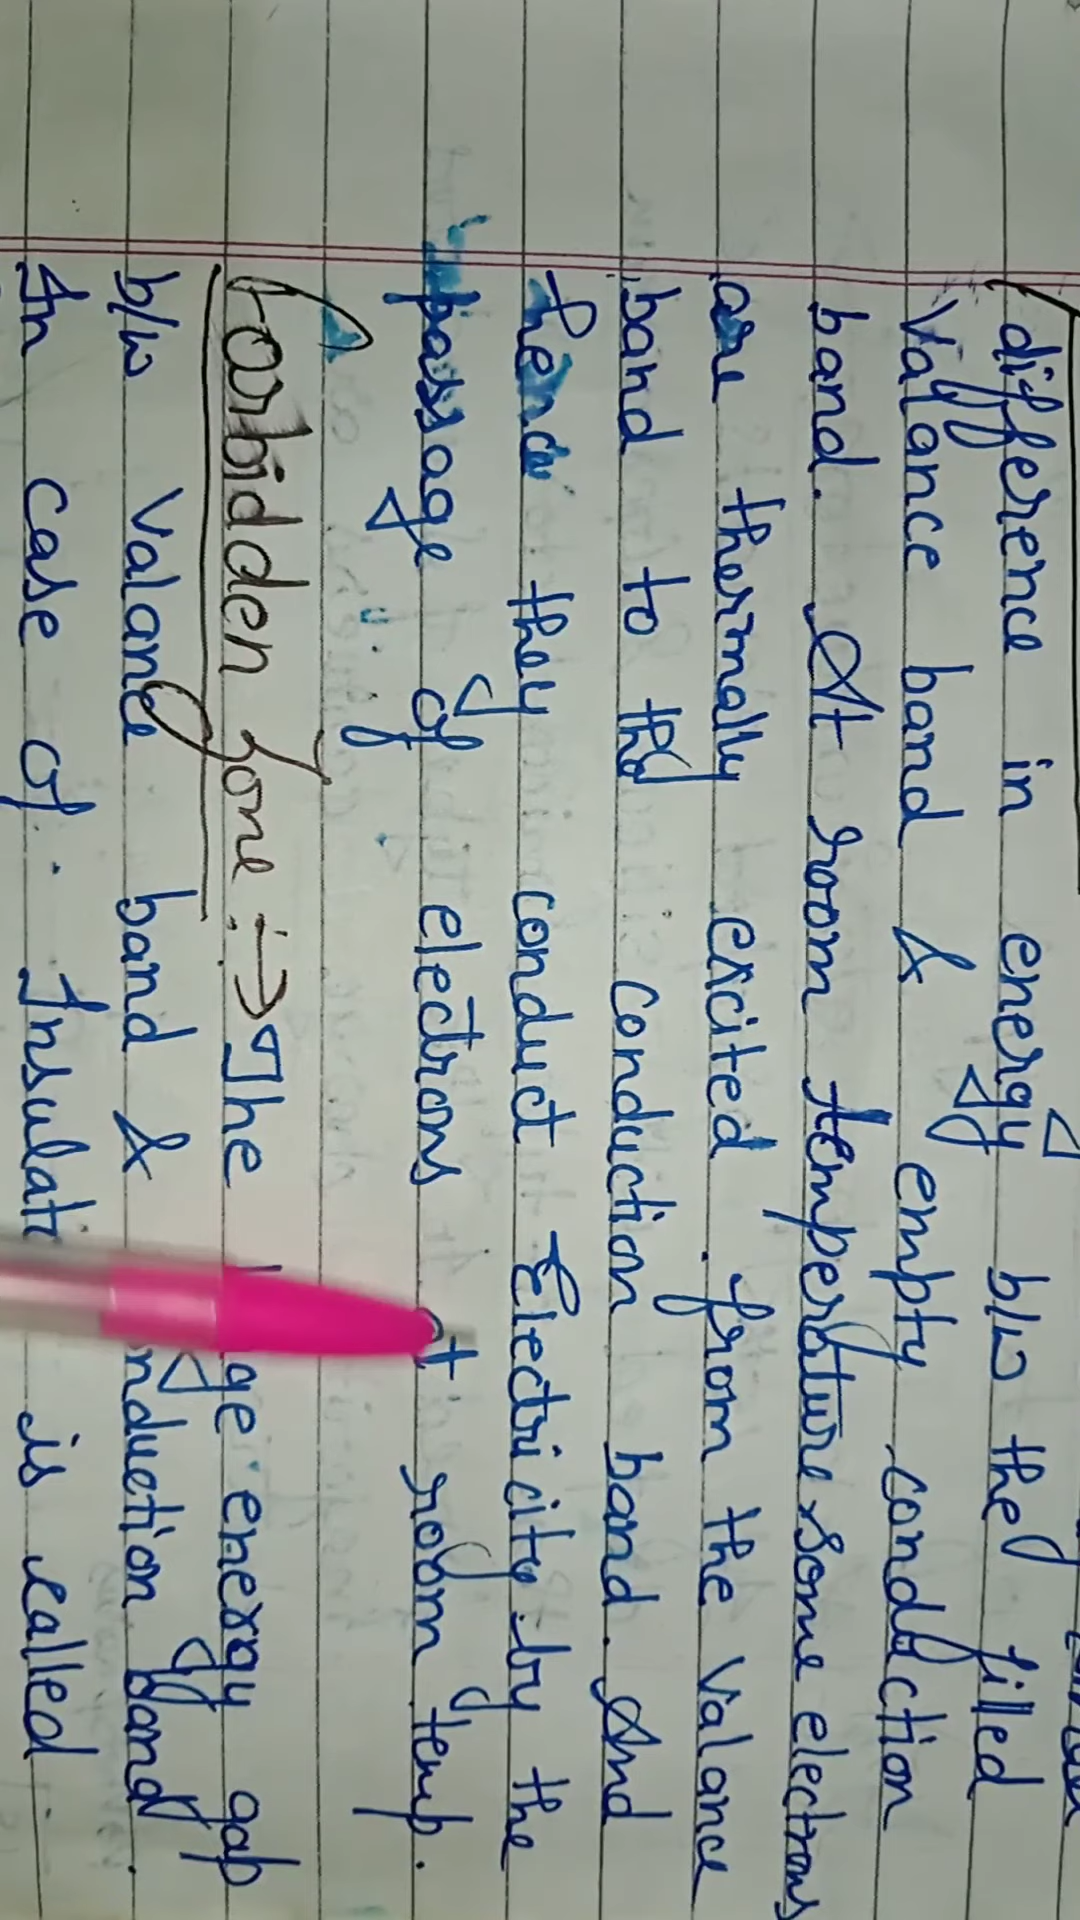 difference in energy b/w the filled
Valance band & empty conduction
band. At room temperature some electrons
are thermally excited from the Valance
band to the conduction band. And
hence they conduct Electricity by the
passage of electrons at room temp.
Forbidden zone :→ The energy gap
b/w Valance band & conduction band
In case of Insulat is called